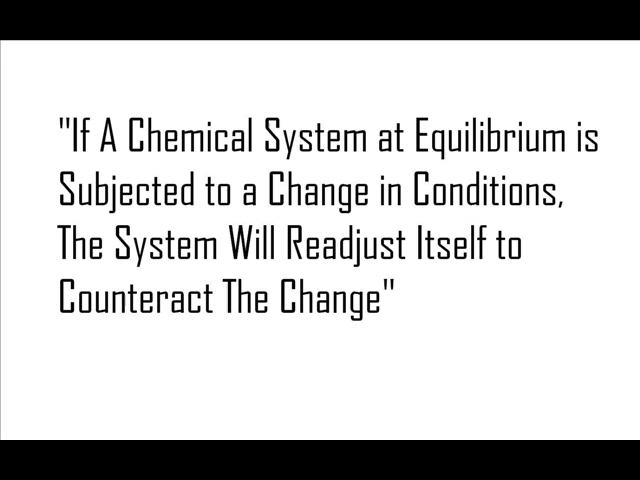 "If A Chemical System at Equilibrium is
Subjected to a Change in Conditions,
The System Will Readjust Itself to
Counteract The Change"